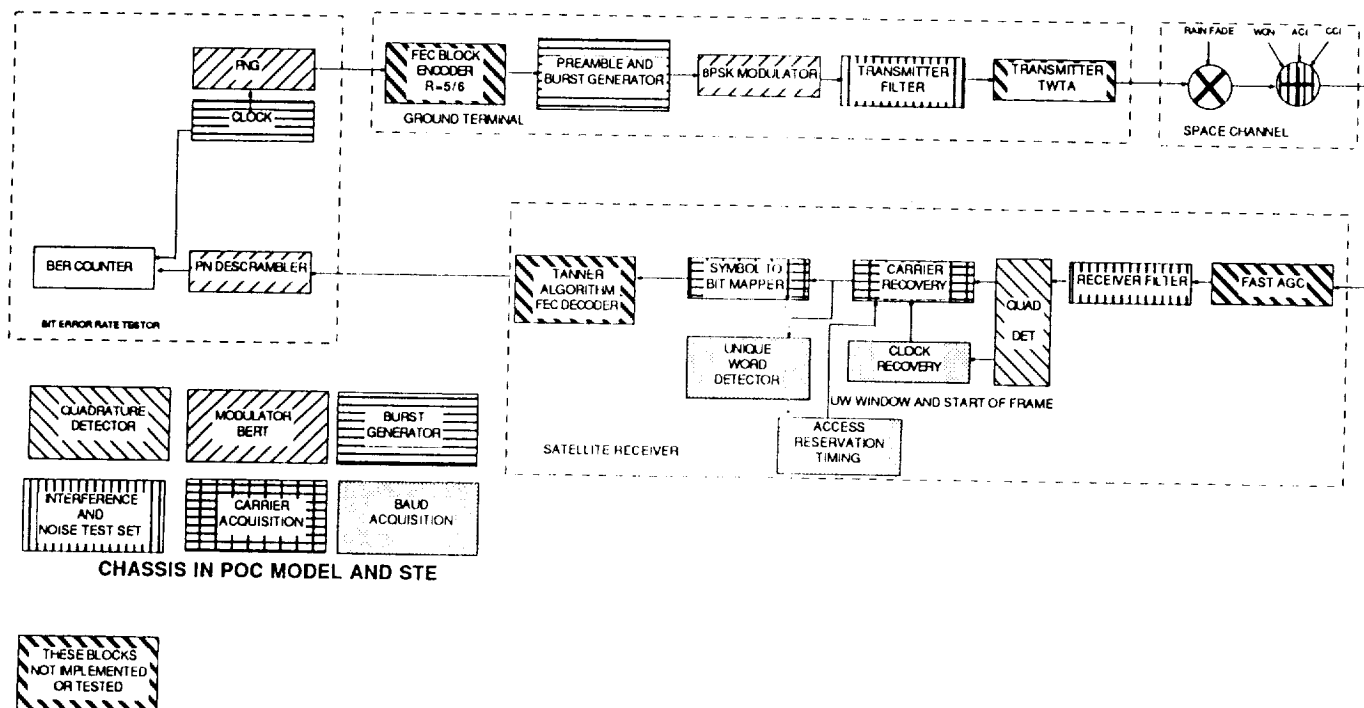 RAIN FADE
WGN
ACI
CCI
PNG
CLOCK
FEC BLOCK
ENCODER
R=5/6
PREAMBLE AND
BURST GENERATOR
8PSK MODULATOR
TRANSMITTER
FILTER
TRANSMITTER
TWTA
GROUND TERMINAL
SPACE CHANNEL
BER COUNTER
PN DESCRAMBLER
BIT ERROR RATE TESTOR
TANNER
ALGORITHM
FEC DECODER
SYMBOL TO
BIT MAPPER
CARRIER
RECOVERY
QUAD
DET
RECEIVER FILTER
FAST AGC
UNIQUE
WORD
DETECTOR
CLOCK
RECOVERY
UW WINDOW AND START OF FRAME
ACCESS
RESERVATION
TIMING
SATELLITE RECEIVER
QUADRATURE
DETECTOR
MODULATOR
BERT
BURST
GENERATOR
INTERFERENCE
AND
NOISE TEST SET
CARRIER
ACQUISITION
BAUD
ACQUISITION
CHASSIS IN POC MODEL AND STE
THESE BLOCKS
NOT IMPLEMENTED
OR TESTED